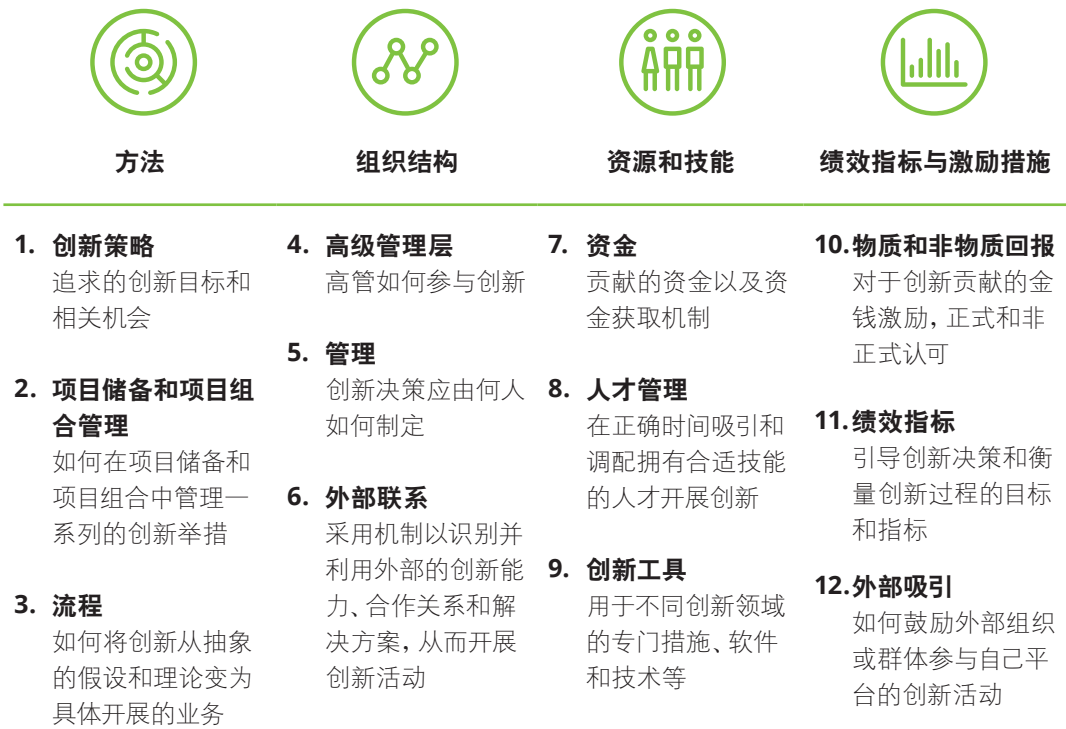 方法
组织结构
资源和技能
绩效指标与激励措施
1. 创新策略
追求的创新目标和
相关机会
2. 项目储备和项目组
合管理
如何在项目储备和
项目组合中管理一
系列的创新举措
3. 流程
如何将创新从抽象
的假设和理论变为
具体开展的业务
4. 高级管理层
高管如何参与创新
5. 管理
创新决策应由何人
如何制定
6. 外部联系
采用机制以识别并
利用外部的创新能
力、合作关系和解
决方案，从而开展
创新活动
7. 资金
贡献的资金以及资
金获取机制
8. 人才管理
在正确时间吸引和
调配拥有合适技能
的人才开展创新
9. 创新工具
用于不同创新领域
的专门措施、软件
和技术等
10.物质和非物质回报
对于创新贡献的金
钱激励，正式和非
正式认可
11.绩效指标
引导创新决策和衡
量创新过程的目标
和指标
12.外部吸引
如何鼓励外部组织
或群体参与自己平
台的创新活动